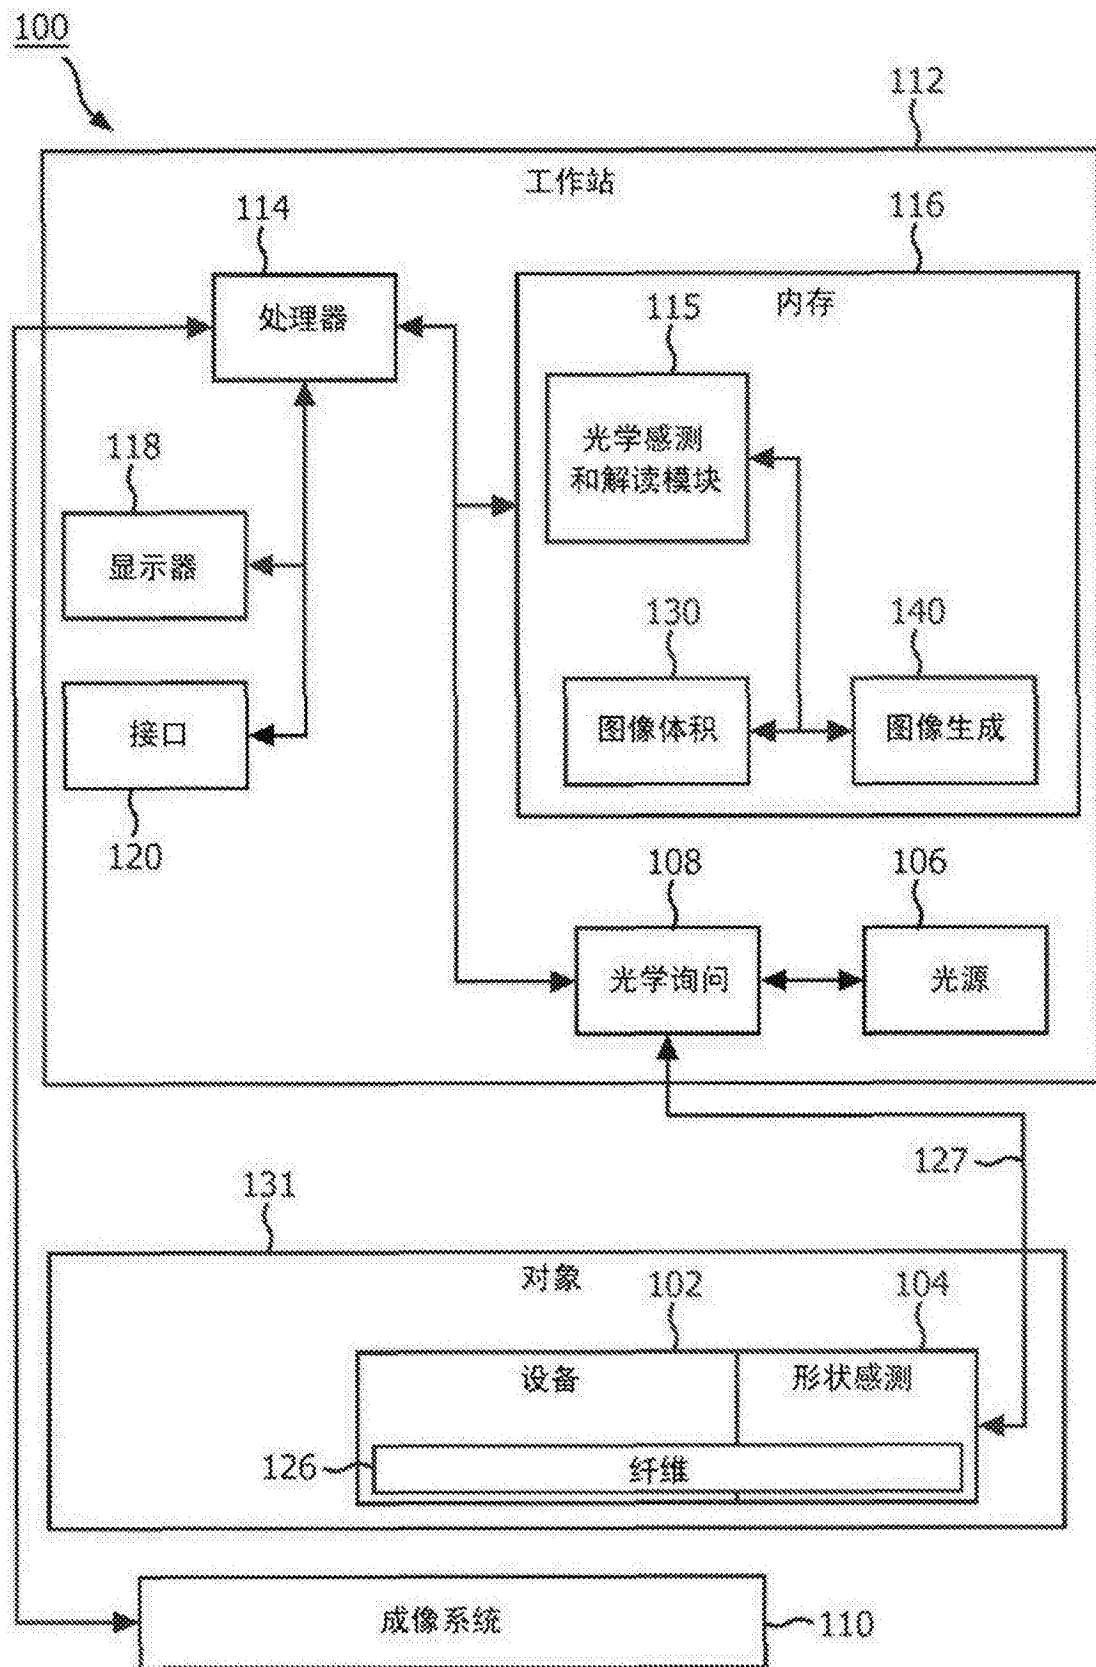 100
112
工作站
114
116
处理器
内存
115
光学感测
和解读模块
118
显示器
130
140
接口
图像体积
图像生成
120
108
106
光学询问
光源
127
131
对象
102
104
设备
形状感测
126
纤维
成像系统
110